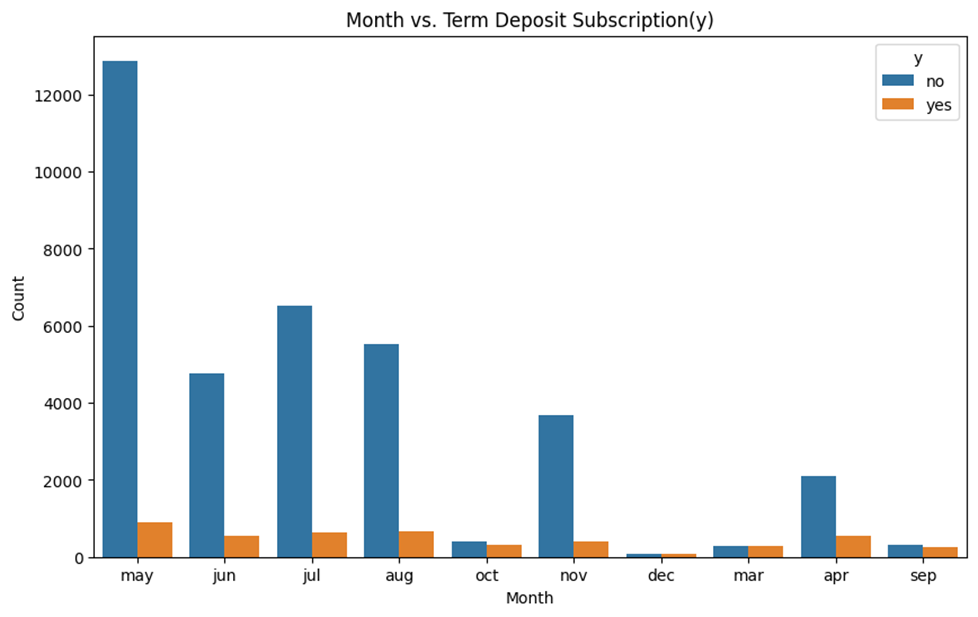 Month vs. Term Deposit Subscription(y)
y
no
yes
Count
12000
10000
8000
6000
4000
2000
0
may jun jul aug oct nov dec mar apr sep
Month